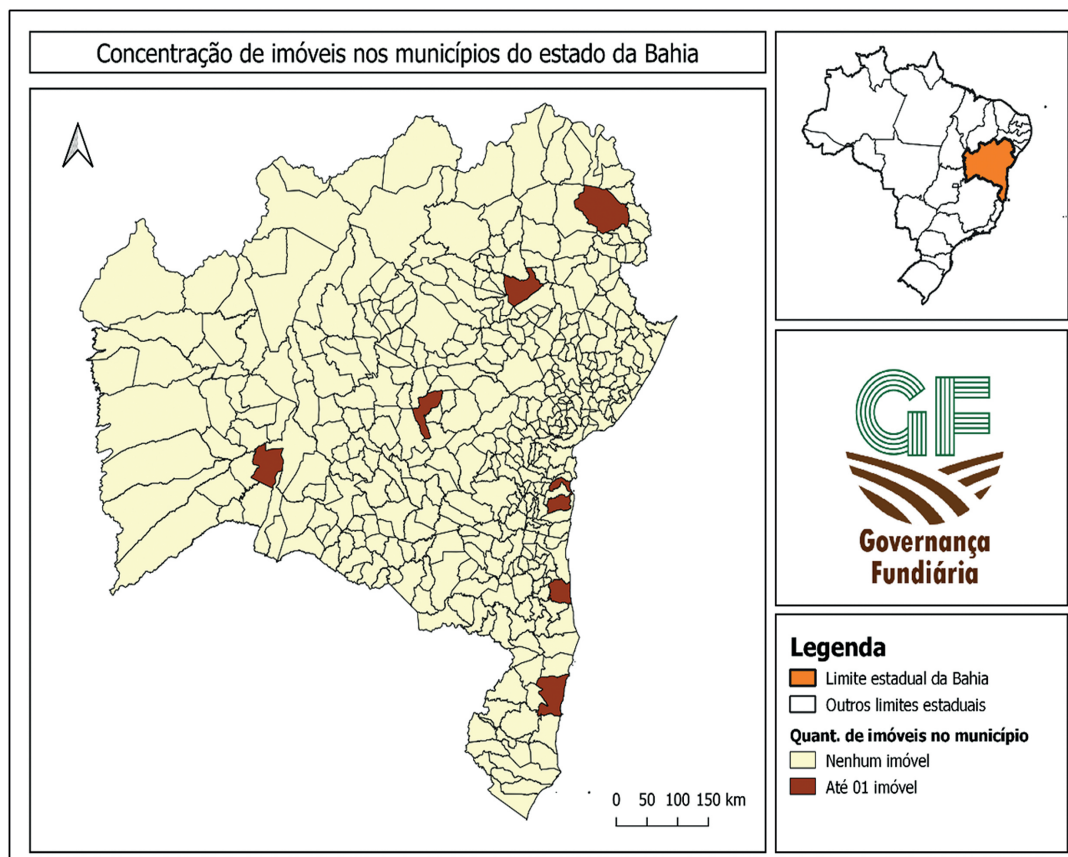 Concentração de imóveis nos municípios do estado da Bahia
GF
Governança
Fundiária
Legenda
Limite estadual da Bahia
Outros limites estaduais
Quant. de imóveis no município
Nenhum imóvel
Até 01 imóvel
0 50 100 150 km